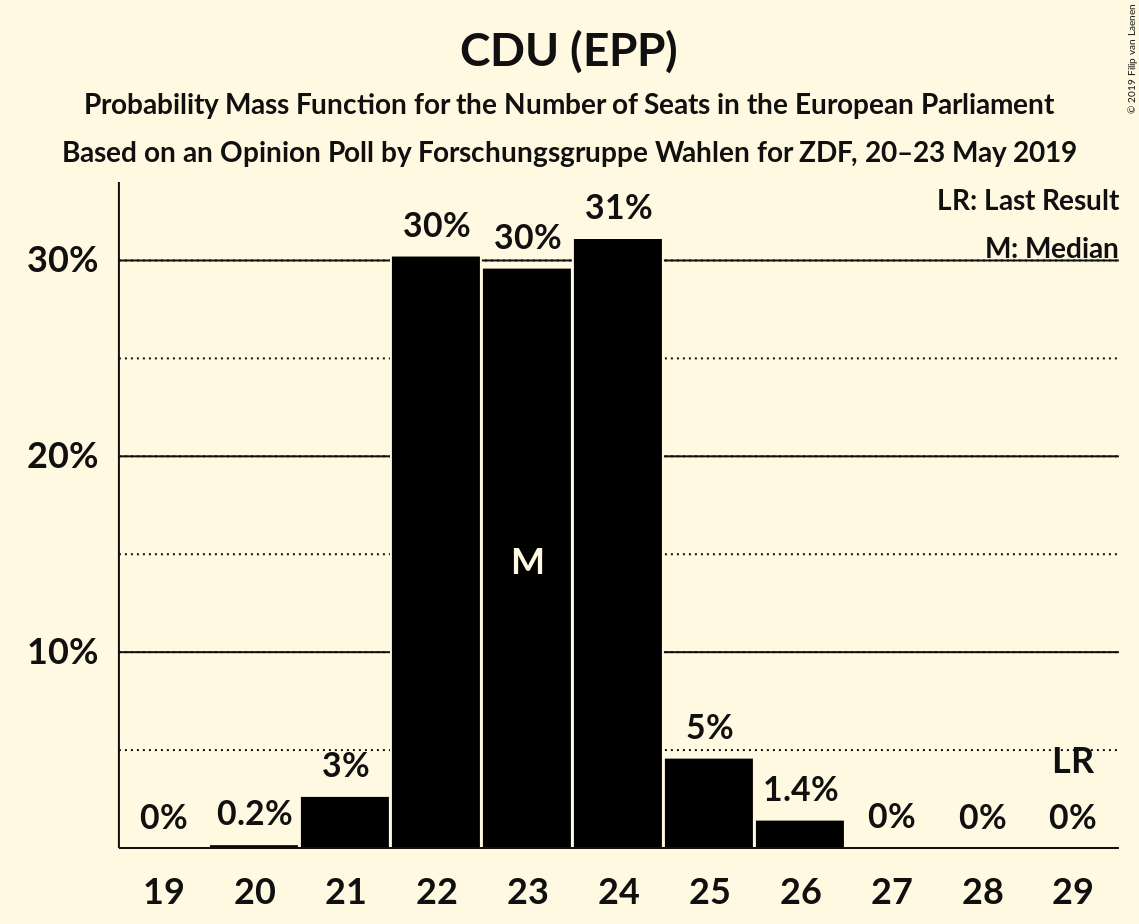 CDU (EPP)
Probability Mass Function for the Number of Seats in the European Parliament
Based on an Opinion Poll by Forschungsgruppe Wahlen for ZDF, 20–23 May 2019
© 2019 Filip van Laenen
LR: Last Result
M: Median
30%
20%
10%
0%
0.2%
3%
30%
30%
31%
5%
1.4%
0%
0%
0%
LR
M
19 20 21 22 23 24 25 26 27 28 29